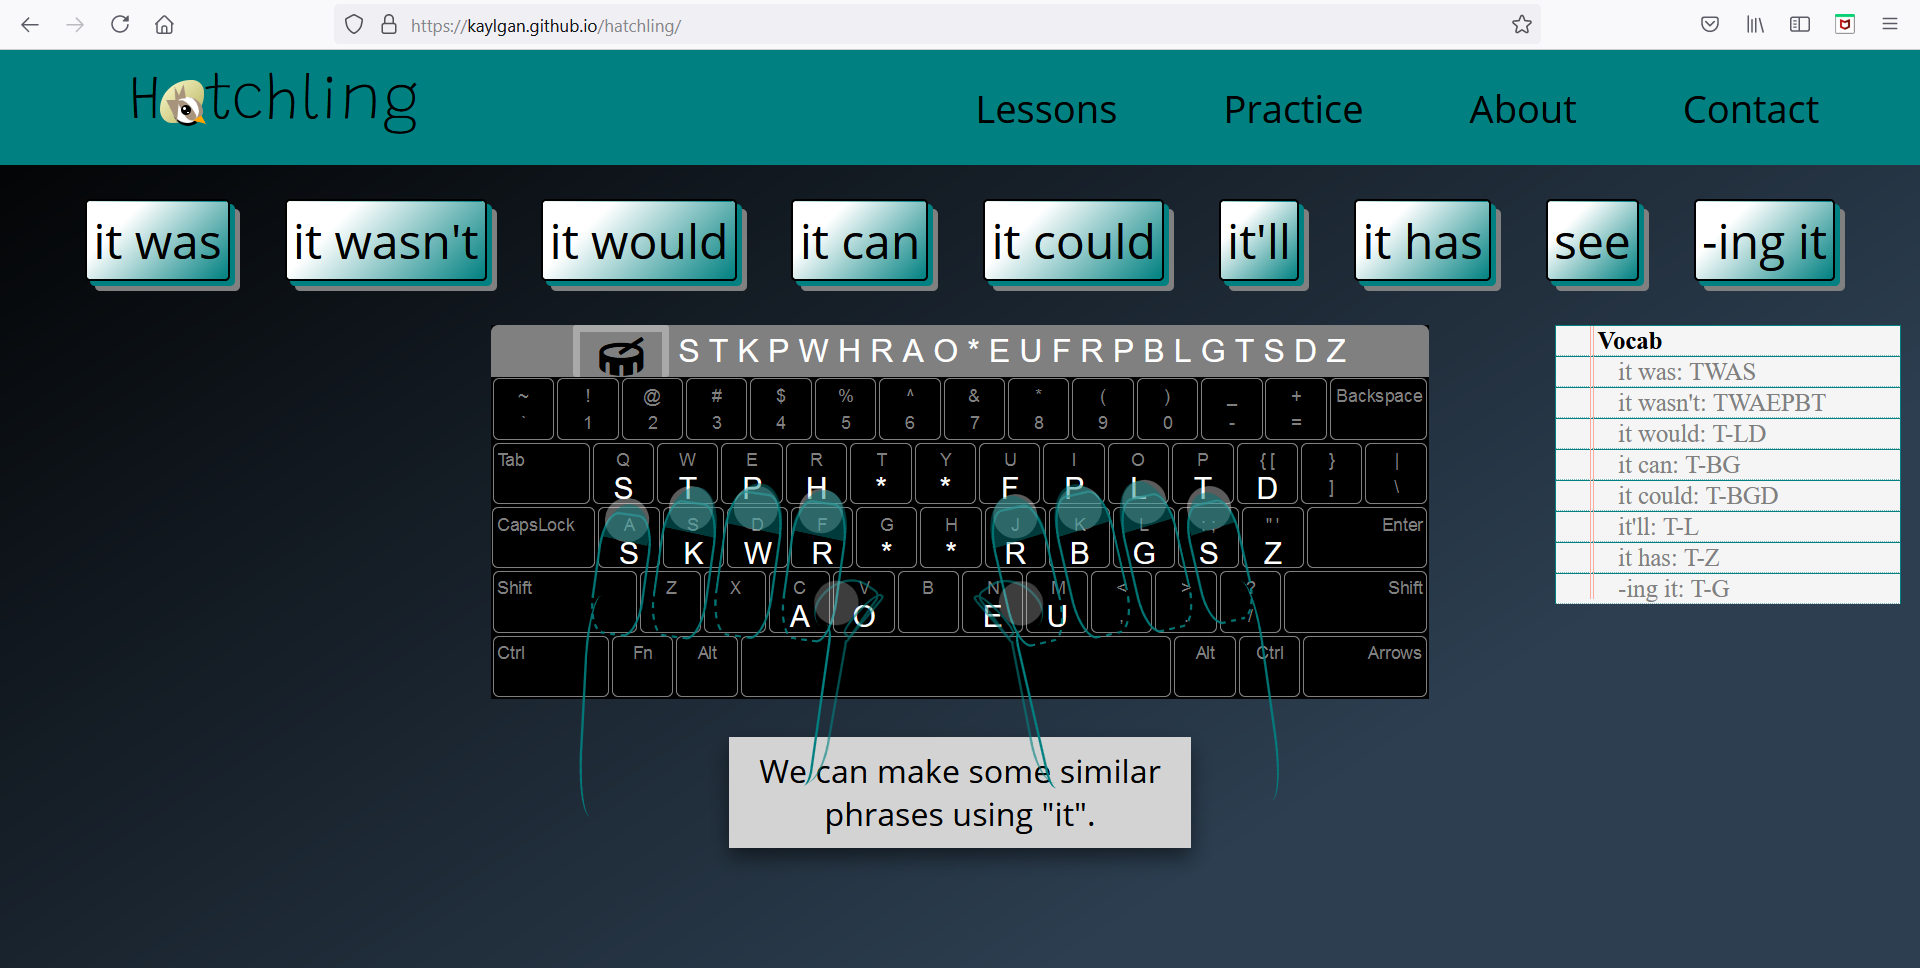 https://kaylgan.github.io/hatchling/
Hatchling
Lessons Practice About Contact
it was it wasn't it would it can it could it'll it has see -ing it
S T K P W H R A O * E U F R P B L G T S D Z
~ ! @ # $ % ^ & * ( ) _ + Backspace
` 1 2 3 4 5 6 7 8 9 0 - =
Tab Q W E R T Y U I O P { [ } |
S T P H * * F P L T D ] \
CapsLock A S D F G H J K L : ; " ' Enter
S K W R * * R B G S Z
Shift Z X C V B N M < > ? Shift
A O E U , . /
Ctrl Fn Alt Alt Ctrl Arrows
We can make some similar
phrases using "it".
Vocab
it was: TWAS
it wasn't: TWAEPBT
it would: T-LD
it can: T-BG
it could: T-BGD
it'll: T-L
it has: T-Z
-ing it: T-G